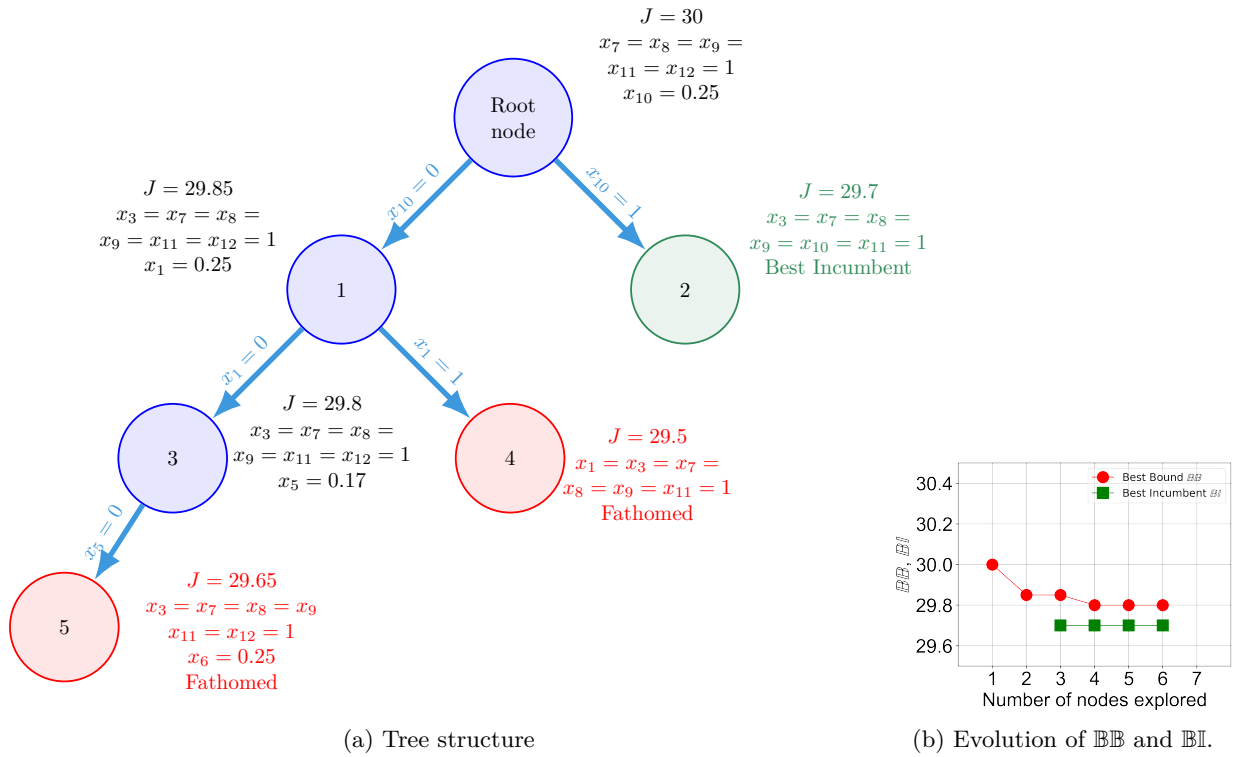 J = 30
x₇ = x₈ = x₉ =
x₁₁ = x₁₂ = 1
x₁₀ = 0.25
Root
node
x₁₀ = 0
x₁₀ = 1
J = 29.85
x₃ = x₇ = x₈ =
x₉ = x₁₁ = x₁₂ = 1
x₁ = 0.25
J = 29.7
x₃ = x₇ = x₈ =
x₉ = x₁₀ = x₁₁ = 1
Best Incumbent
1
2
x₁ = 0
x₁ = 1
J = 29.8
x₃ = x₇ = x₈ =
x₉ = x₁₁ = x₁₂ = 1
x₅ = 0.17
3
4
J = 29.5
x₁ = x₃ = x₇ =
x₈ = x₉ = x₁₁ = 1
Fathomed
x₅ = 0
5
J = 29.65
x₃ = x₇ = x₈ = x₉
x₁₁ = x₁₂ = 1
x₆ = 0.25
Fathomed
Best Bound 𝔹𝔹
Best Incumbent 𝔹𝕀
30.4
30.2
30.0
29.8
29.6
𝔹𝔹, 𝔹𝕀
1 2 3 4 5 6 7
Number of nodes explored
(a) Tree structure
(b) Evolution of 𝔹𝔹 and 𝔹𝕀.